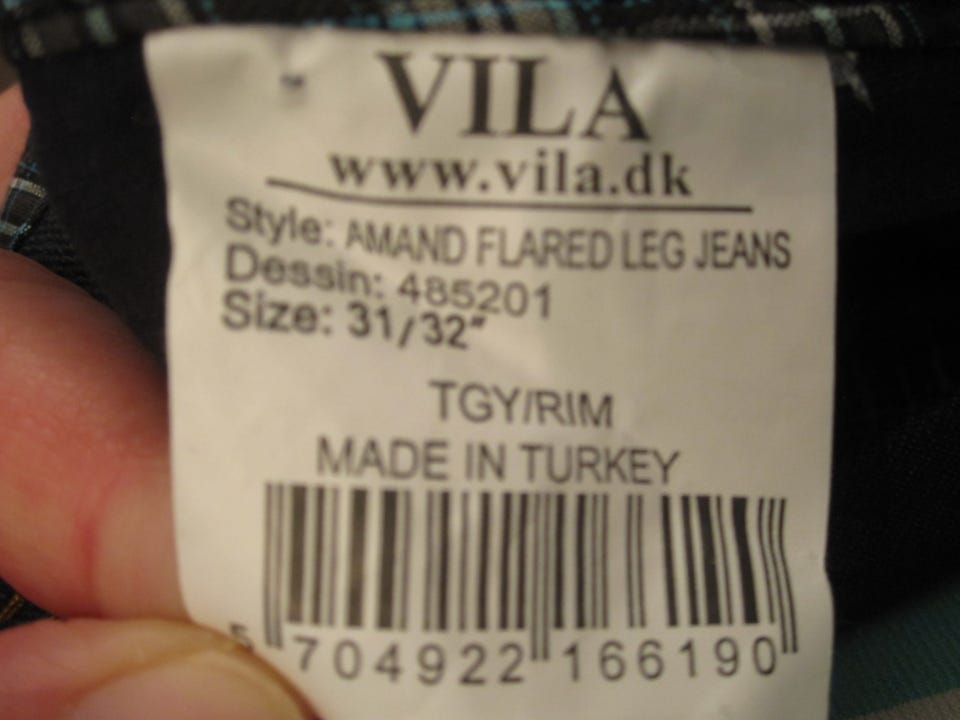 VILA
www.vila.dk
Style: AMAND FLARED LEG JEANS
Dessin: 485201
Size: 31/32"
TGY/RIM
MADE IN TURKEY
5 704922 166190